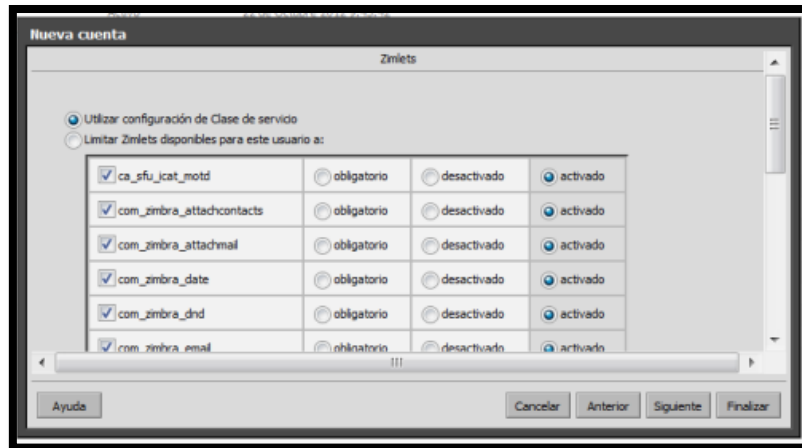 Nueva cuenta
Zimlets
Utilizar configuración de Clase de servicio
Limitar Zimlets disponibles para este usuario a:
ca_sfu_icat_motd obligatorio desactivado activado
com_zimbra_attachcontacts obligatorio desactivado activado
com_zimbra_attachmail obligatorio desactivado activado
com_zimbra_date obligatorio desactivado activado
com_zimbra_dnd obligatorio desactivado activado
com_zimbra_email obligatorio desactivado activado
Ayuda Cancelar Anterior Siguiente Finalizar